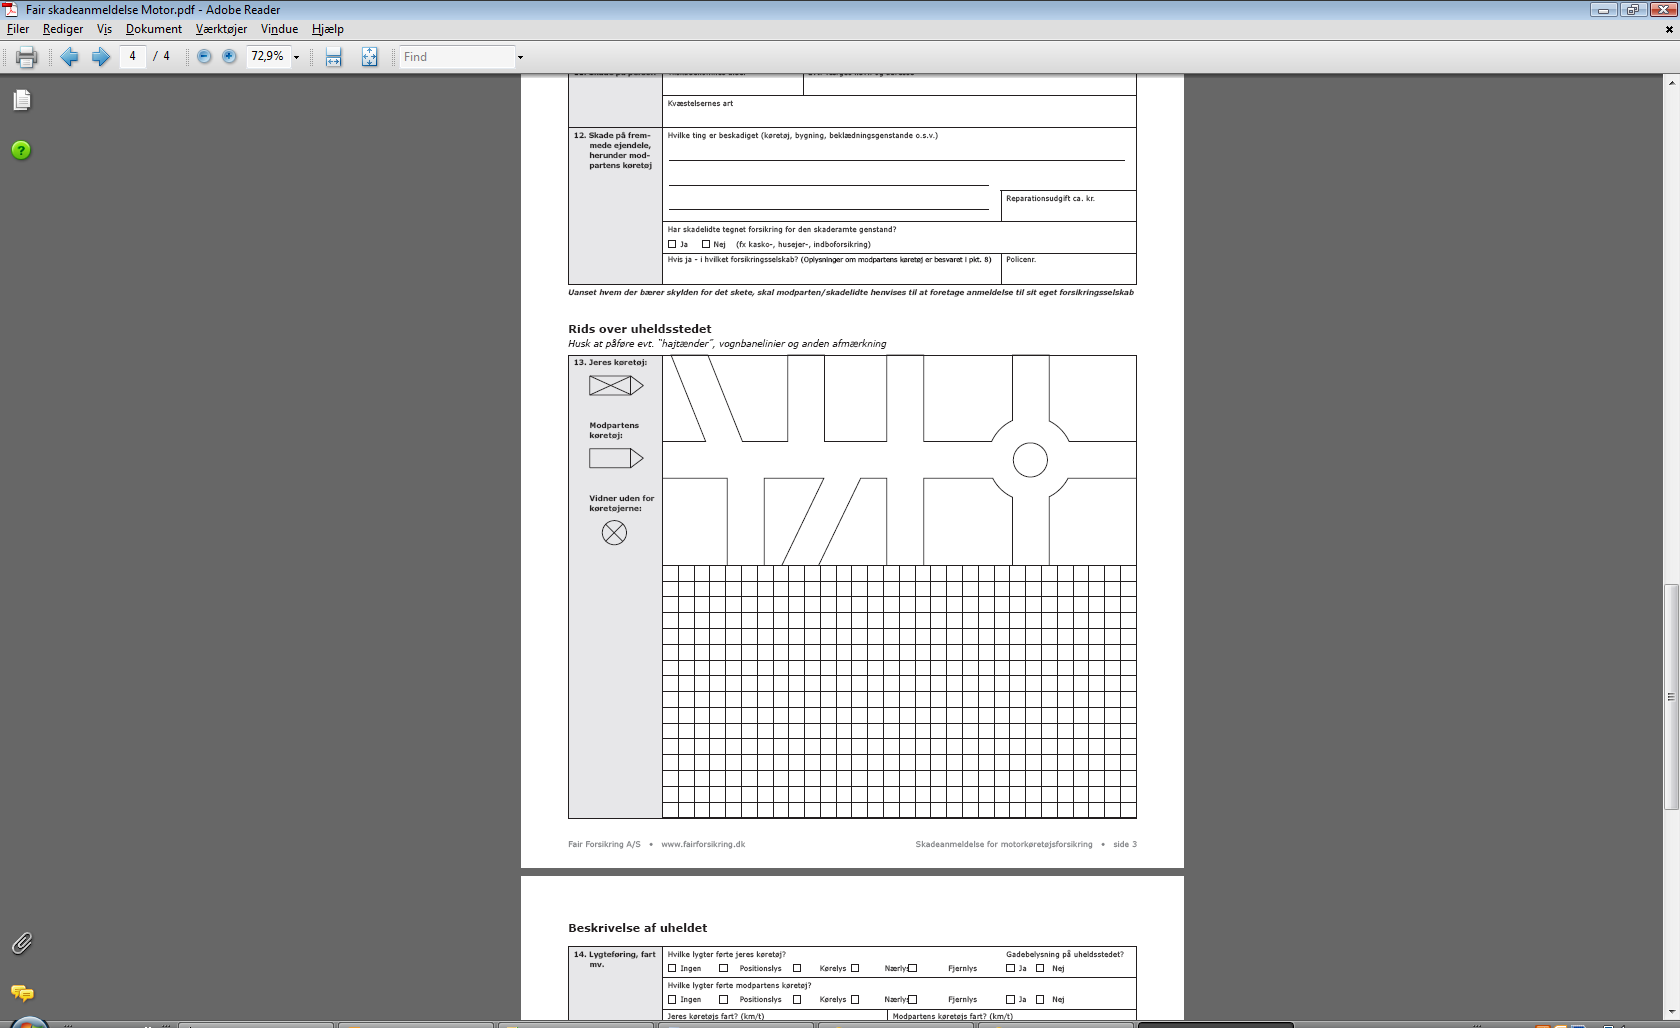 Fair skadeanmeldelse Motor.pdf - Adobe Reader
Filer Rediger Vis Dokument Værktøjer Vindue Hjælp
4 / 4 72,9% Find
Kvæstelsernes art
12. Skade på frem-
mede ejendele,
herunder mod-
partens køretøj
Hvilke ting er beskadiget (køretøj, bygning, beklædningsgenstande o.s.v.)
Reparationsudgift ca. kr.
Har skadelidte tegnet forsikring for den skaderamte genstand?
Ja Nej (fx kasko-, husejer-, indboforsikring)
Hvis ja - i hvilket forsikringsselskab? (Oplysninger om modpartens køretøj er besvaret i pkt. 8) Policenr.
Uanset hvem der bærer skylden for det skete, skal modparten/skadelidte henvises til at foretage anmeldelse til sit eget forsikringsselskab
Rids over uheldsstedet
Husk at påføre evt. "hajtænder", vognbanelinier og anden afmærkning
13. Jeres køretøj:
Modpartens
køretøj:
Vidner uden for
køretøjerne:
Fair Forsikring A/S • www.fairforsikring.dk Skadeanmeldelse for motorkøretøjsforsikring • side 3
Beskrivelse af uheldet
14. Lygteføring, fart
mv.
Hvilke lygter førte jeres køretøj? Gadebelysning på uheldsstedet?
Ingen Positionslys Kørelys Nærlys Fjernlys Ja Nej
Hvilke lygter førte modpartens køretøj?
Ingen Positionslys Kørelys Nærlys Fjernlys Ja Nej
Jeres køretøjs fart? (km/t) Modpartens køretøjs fart? (km/t)